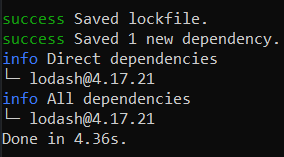 success Saved lockfile.
success Saved 1 new dependency.
info Direct dependencies
└─ lodash@4.17.21
info All dependencies
└─ lodash@4.17.21
Done in 4.36s.